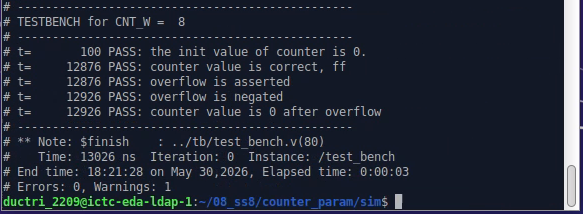 # -----------------------------------------------
# TESTBENCH for CNT_W =  8
# -----------------------------------------------
# t=       100 PASS: the init value of counter is 0.
# t=     12876 PASS: counter value is correct, ff
# t=     12876 PASS: overflow is asserted
# t=     12926 PASS: overflow is negated
# t=     12926 PASS: counter value is 0 after overflow
# -----------------------------------------------
# ** Note: $finish    : ../tb/test_bench.v(80)
#    Time: 13026 ns  Iteration: 0  Instance: /test_bench
# End time: 18:21:28 on May 30,2026, Elapsed time: 0:00:03
# Errors: 0, Warnings: 1
ductri_2209@ictc-eda-ldap-1:~/08_ss8/counter_param/sim$